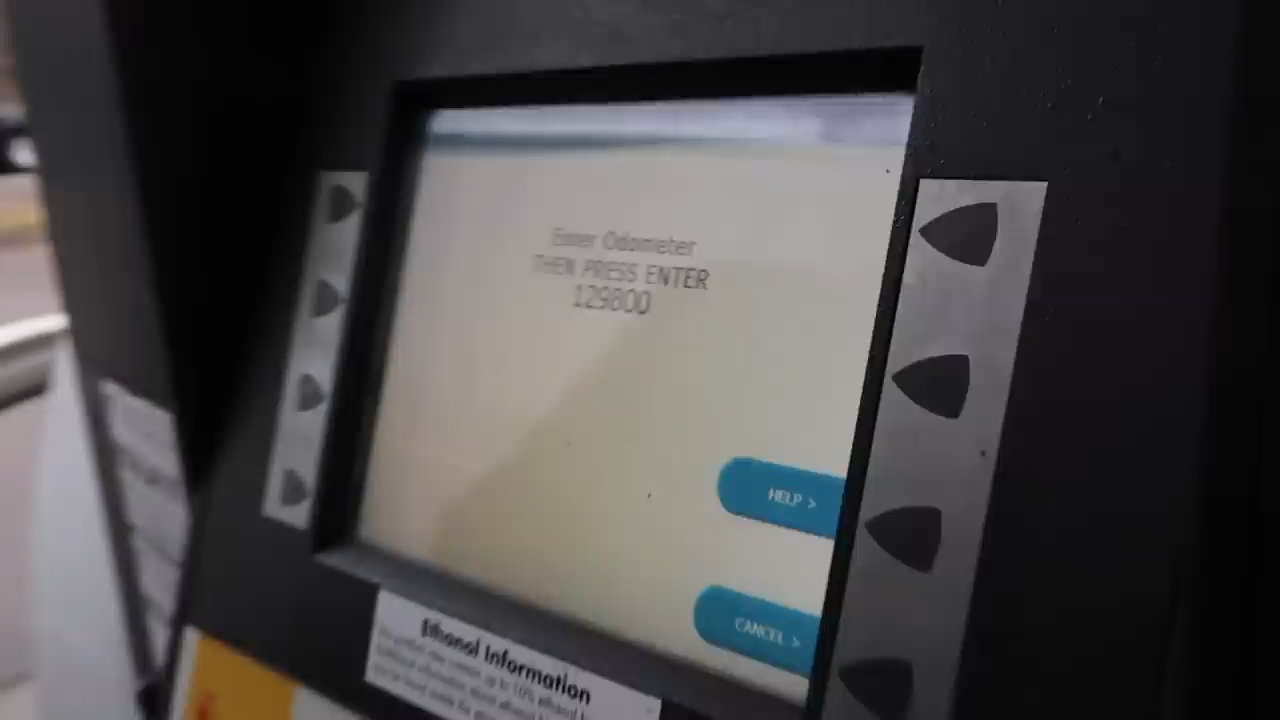 Enter Odometer
THEN PRESS ENTER
129800
HELP >
CANCEL >
Ethanol Information